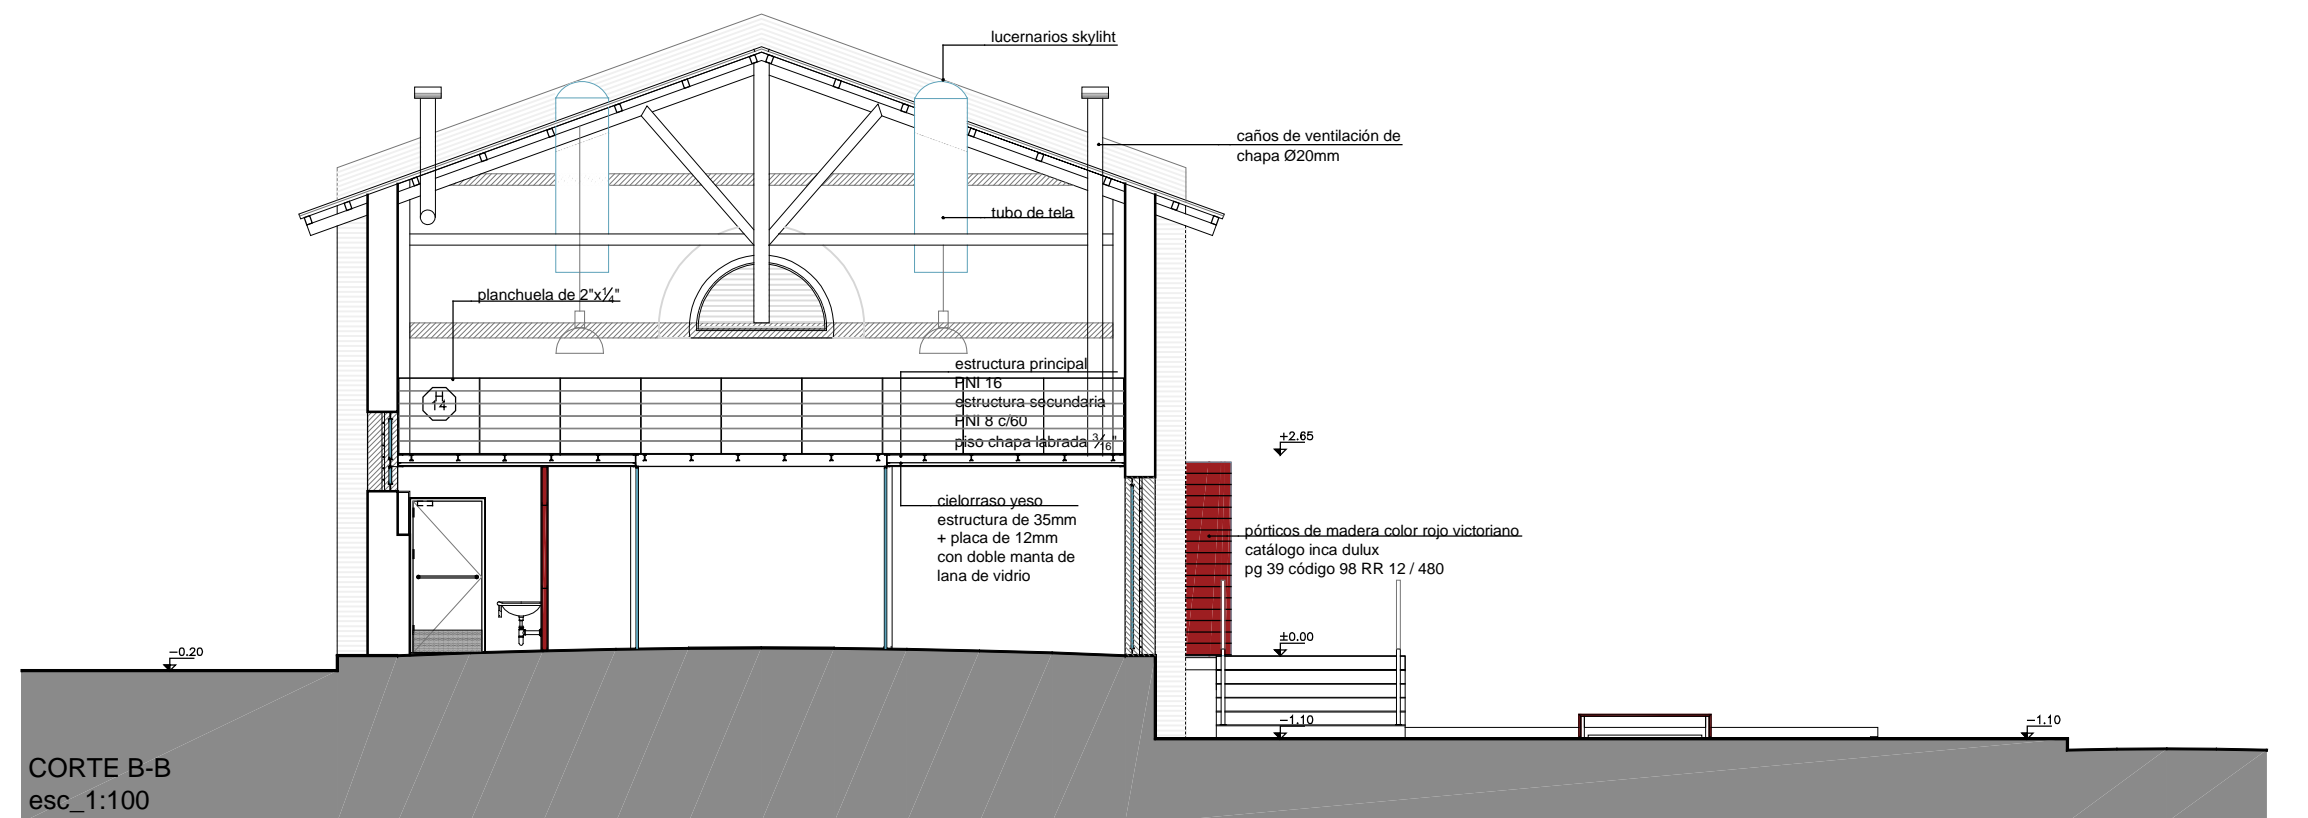 lucernarios skyliht
caños de ventilación de
chapa Ø20mm
tubo de tela
planchuela de 2"x¼"
estructura principal
PNI 16
estructura secundaria
PNI 8 c/60
piso chapa labrada 3/16"
H
14
+2.65
cielorraso yeso
estructura de 35mm
+ placa de 12mm
con doble manta de
lana de vidrio
pórticos de madera color rojo victoriano
catálogo inca dulux
pg 39 código 98 RR 12 / 480
−0.20
±0.00
−1.10
−1.10
CORTE B-B
esc_1:100